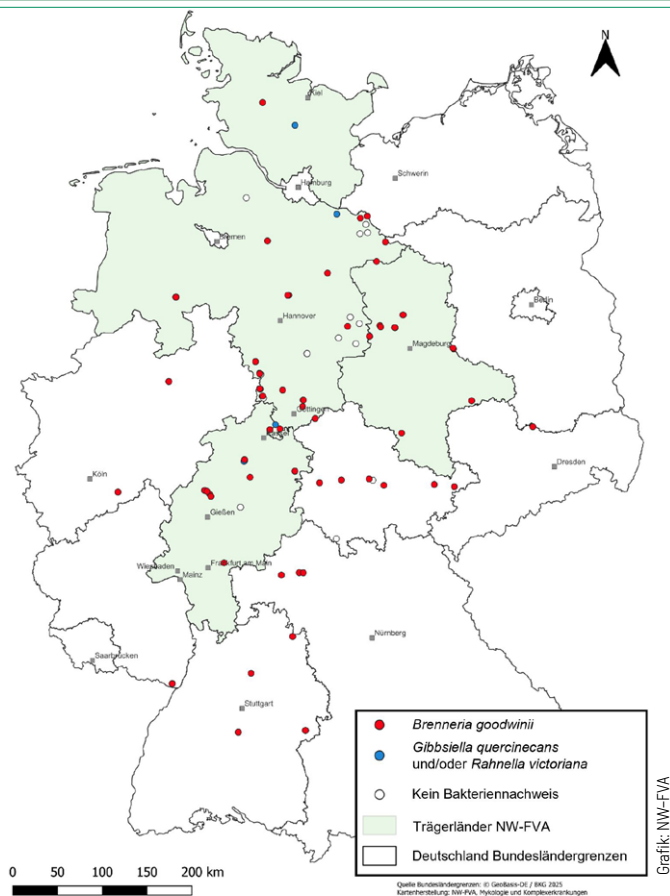 N
Kiel
Schwerin
Hamburg
Bremen
Berlin
Hannover
Magdeburg
Göttingen
Dresden
Köln
Gießen
Wiesbaden
Frankfurt am Main
Mainz
Nürnberg
Saarbrücken
Stuttgart
Brenneria goodwinii
Gibbsiella quercinecans
und/oder Rahnella victoriana
Kein Bakteriennachweis
Trägerländer NW-FVA
Deutschland Bundesländergrenzen
0 50 100 150 200 km
Quelle Bundesländergrenzen: © GeoBasis-DE / BKG 2025
Kartenherstellung: NW-FVA, Mykologie und Komplexerkrankungen
Grafik: NW-FVA